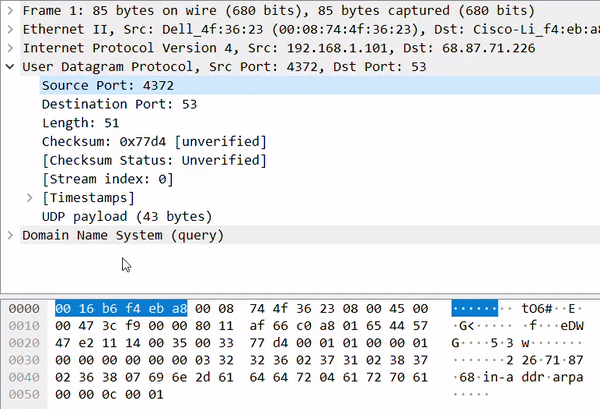 Frame 1: 85 bytes on wire (680 bits), 85 bytes captured (680 bits)
Ethernet II, Src: Dell_4f:36:23 (00:08:74:4f:36:23), Dst: Cisco-Li_f4:eb:a8
Internet Protocol Version 4, Src: 192.168.1.101, Dst: 68.87.71.226
User Datagram Protocol, Src Port: 4372, Dst Port: 53
Source Port: 4372
Destination Port: 53
Length: 51
Checksum: 0x77d4 [unverified]
[Checksum Status: Unverified]
[Stream index: 0]
[Timestamps]
UDP payload (43 bytes)
Domain Name System (query)
0000 00 16 b6 f4 eb a8 00 08 74 4f 36 23 08 00 45 00 ········ tO6#··E·
0010 00 47 3c f9 00 00 80 11 af 66 c0 a8 01 65 44 57 ·G<····· ·f···eDW
0020 47 e2 11 14 00 35 00 33 77 d4 00 01 01 00 00 01 G····5·3 w·······
0030 00 00 00 00 00 00 03 32 32 36 02 37 31 02 38 37 ·······2 26·71·87
0040 02 36 38 07 69 6e 2d 61 64 64 72 04 61 72 70 61 ·68·in-a ddr·arpa
0050 00 00 0c 00 01 ·····